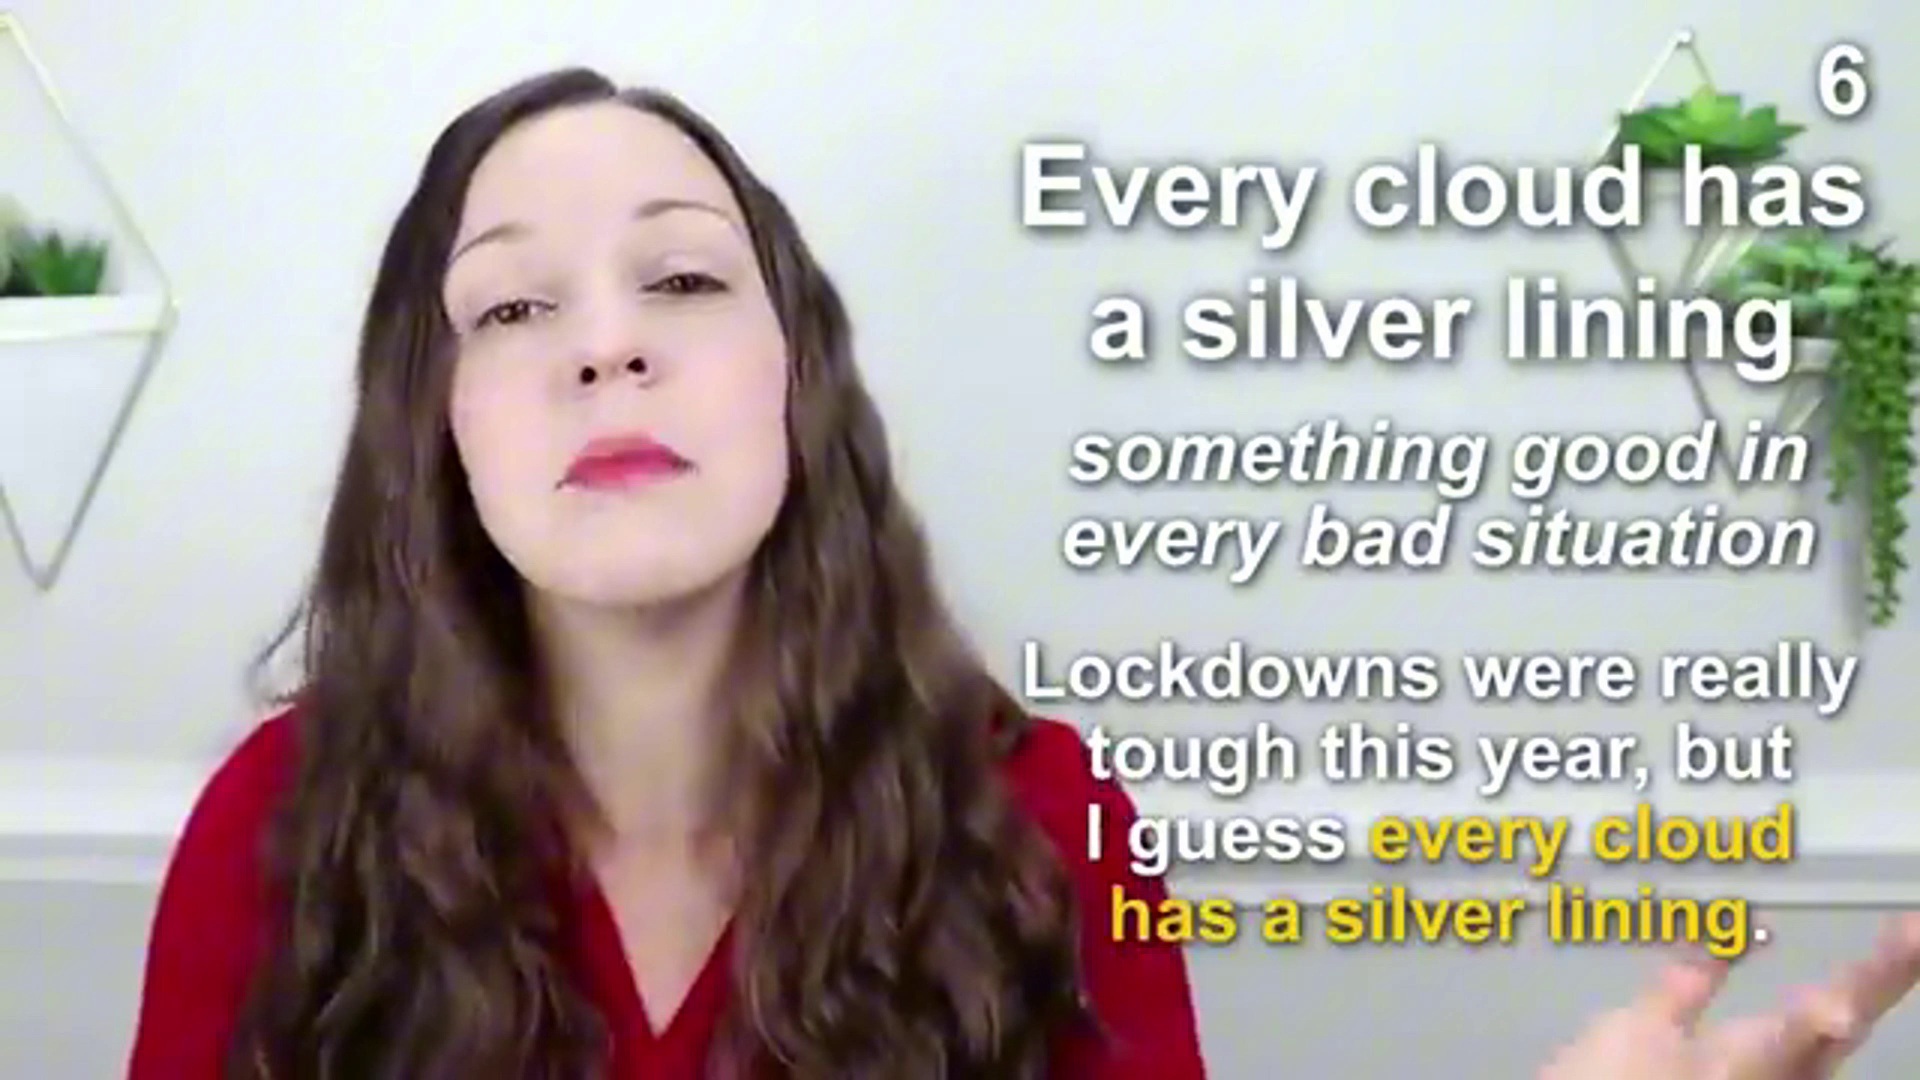 6
Every cloud has
a silver lining
something good in
every bad situation
Lockdowns were really
tough this year, but
I guess every cloud
has a silver lining.